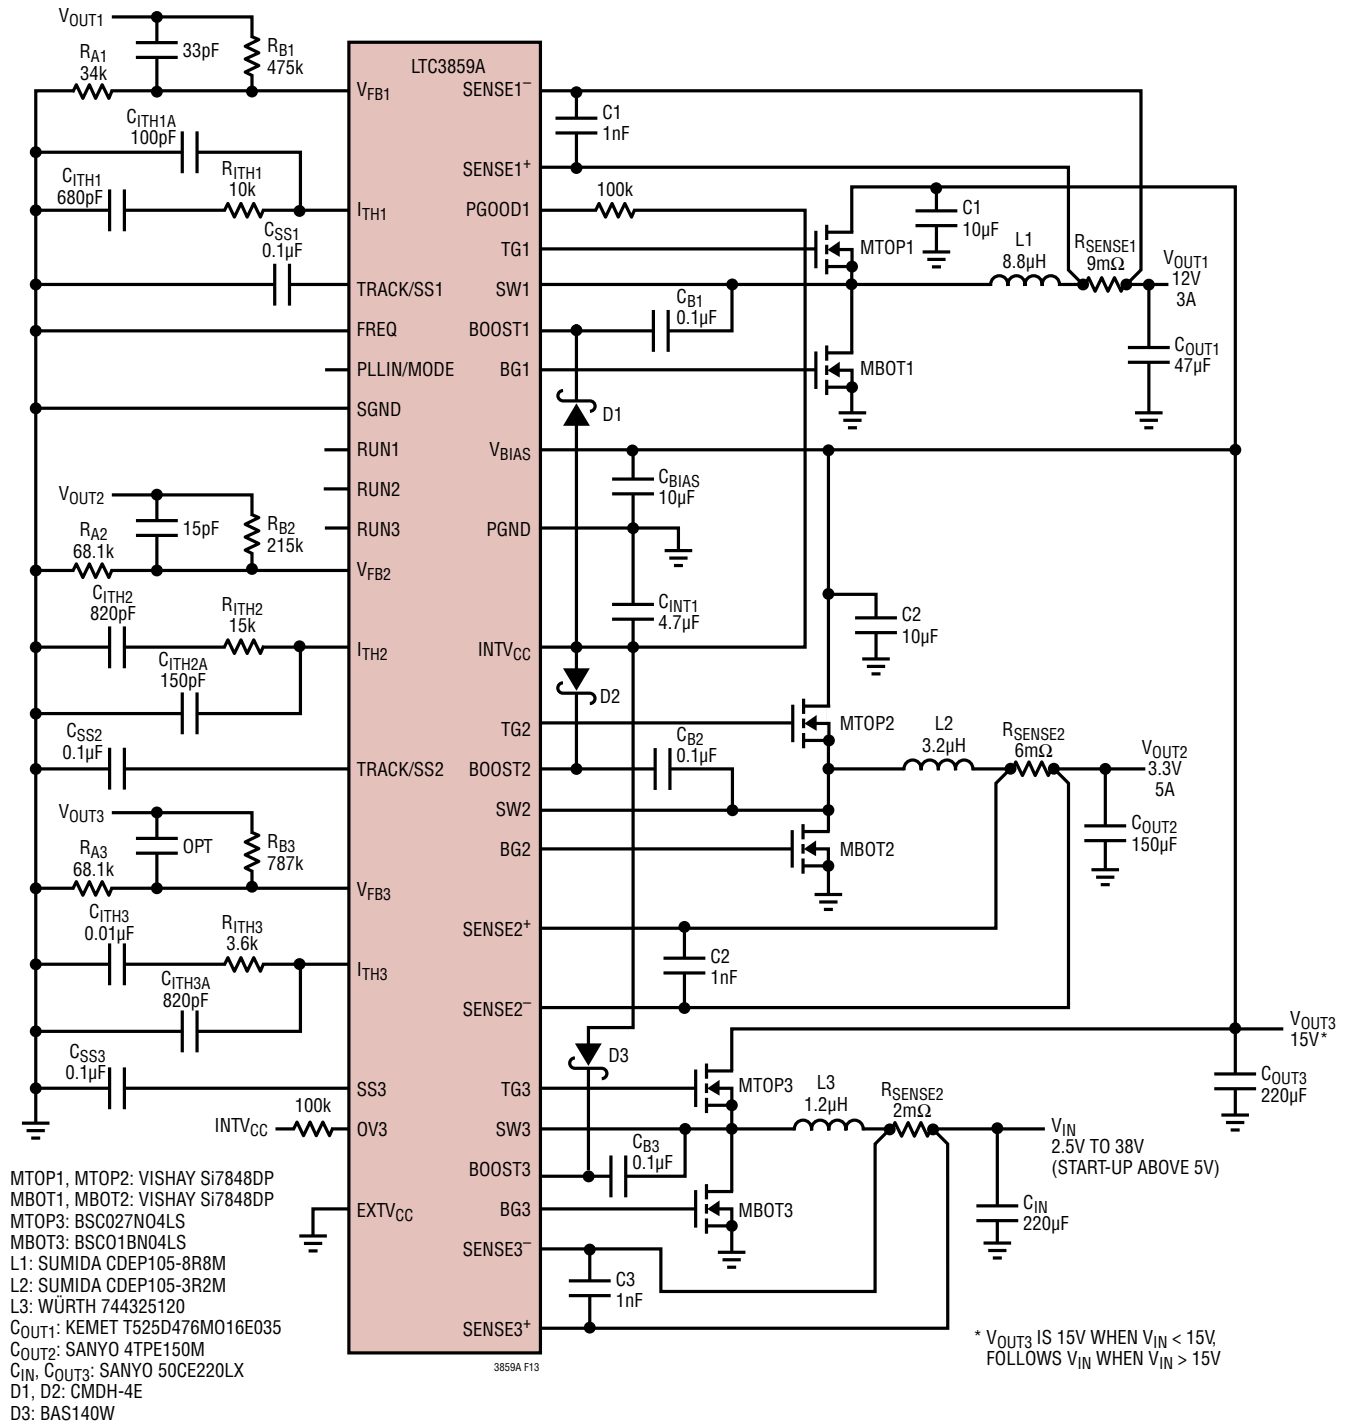 VOUT1
33pF
RB1
475k
RA1
34k
LTC3859A
VFB1
SENSE1–
C1
1nF
CITH1A
100pF
SENSE1+
CITH1
680pF
RITH1
10k
ITH1
PGOOD1
100k
C1
10µF
CSS1
0.1µF
TG1
MTOP1
L1
8.8µH
RSENSE1
9mΩ
VOUT1
12V
3A
TRACK/SS1
SW1
CB1
0.1µF
FREQ
BOOST1
COUT1
47µF
PLLIN/MODE
BG1
MBOT1
SGND
D1
RUN1
VBIAS
CBIAS
10µF
RUN2
VOUT2
15pF
RB2
215k
RA2
68.1k
RUN3
PGND
VFB2
CITH2
820pF
RITH2
15k
CINT1
4.7µF
C2
10µF
ITH2
INTVCC
CITH2A
150pF
D2
CSS2
0.1µF
TG2
MTOP2
L2
3.2µH
RSENSE2
6mΩ
VOUT2
3.3V
5A
CB2
0.1µF
TRACK/SS2
BOOST2
SW2
VOUT3
OPT
RB3
787k
RA3
68.1k
BG2
MBOT2
COUT2
150µF
VFB3
CITH3
0.01µF
RITH3
3.6k
SENSE2+
C2
1nF
ITH3
CITH3A
820pF
SENSE2–
VOUT3
15V*
CSS3
0.1µF
D3
SS3
TG3
MTOP3
L3
1.2µH
RSENSE2
2mΩ
COUT3
220µF
100k
INTVCC
OV3
SW3
VIN
2.5V TO 38V
(START-UP ABOVE 5V)
CB3
0.1µF
BOOST3
EXTVCC
BG3
MBOT3
CIN
220µF
SENSE3–
C3
1nF
SENSE3+
3859A F13
MTOP1, MTOP2: VISHAY Si7848DP
MBOT1, MBOT2: VISHAY Si7848DP
MTOP3: BSC027NO4LS
MBOT3: BSCO1BN04LS
L1: SUMIDA CDEP105-8R8M
L2: SUMIDA CDEP105-3R2M
L3: WÜRTH 744325120
COUT1: KEMET T525D476MO16E035
COUT2: SANYO 4TPE150M
CIN, COUT3: SANYO 50CE220LX
D1, D2: CMDH-4E
D3: BAS140W
* VOUT3 IS 15V WHEN VIN < 15V,
FOLLOWS VIN WHEN VIN > 15V